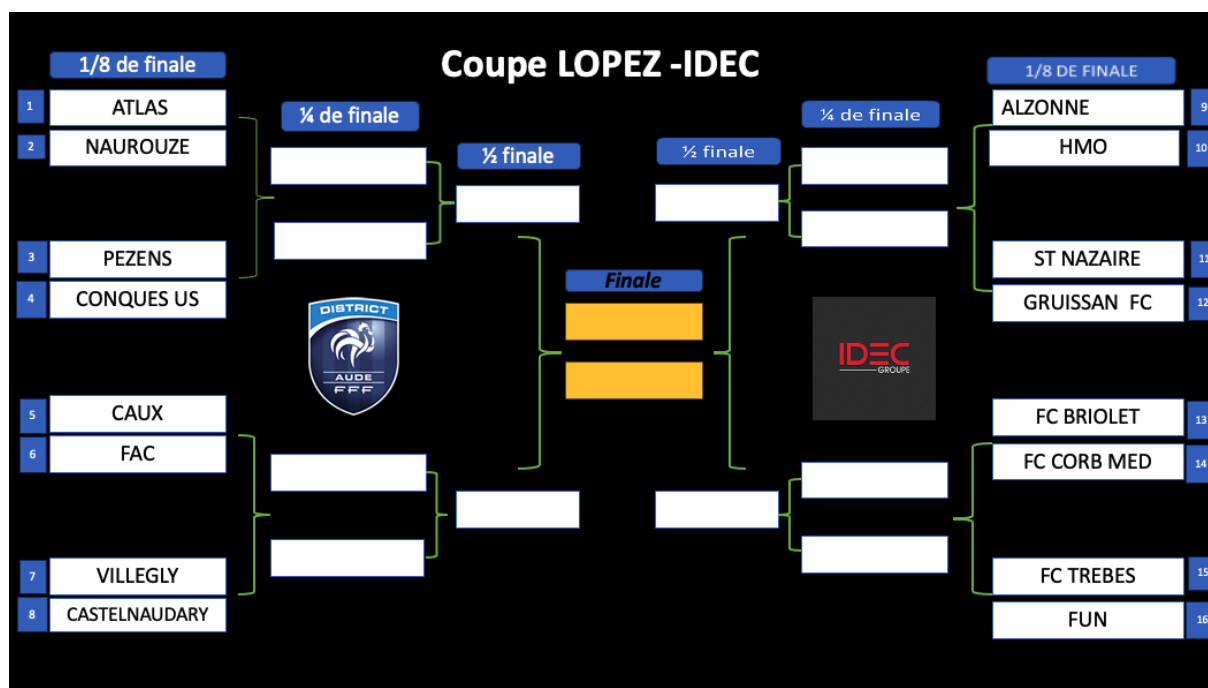 Coupe LOPEZ -IDEC
1/8 de finale
1 ATLAS
2 NAUROUZE
3 PEZENS
4 CONQUES US
5 CAUX
6 FAC
7 VILLEGLY
8 CASTELNAUDARY
¼ de finale
½ finale
DISTRICT
AUDE
FFF
Finale
½ finale
¼ de finale
IDEC
GROUPE
1/8 DE FINALE
ALZONNE 9
HMO 10
ST NAZAIRE 11
GRUISSAN FC 12
FC BRIOLET 13
FC CORB MED 14
FC TREBES 15
FUN 16